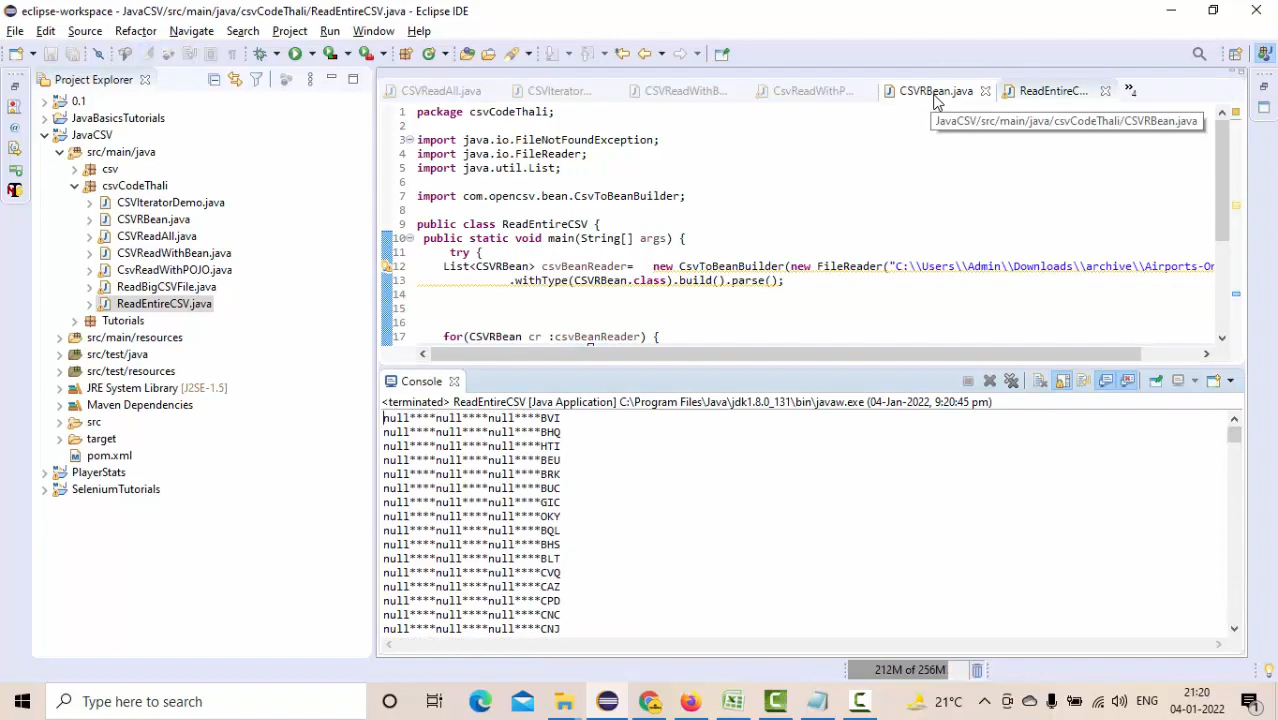 eclipse-workspace - JavaCSV/src/main/java/csvCodeThali/ReadEntireCSV.java - Eclipse IDE
File Edit Source Refactor Navigate Search Project Run Window Help
Project Explorer
0.1
JavaBasicsTutorials
JavaCSV
src/main/java
csv
csvCodeThali
CSVIteratorDemo.java
CSVRBean.java
CSVReadAll.java
CSVReadWithBean.java
CsvReadWithPOJO.java
ReadBigCSVFile.java
ReadEntireCSV.java
Tutorials
src/main/resources
src/test/java
src/test/resources
JRE System Library [J2SE-1.5]
Maven Dependencies
src
target
pom.xml
PlayerStats
SeleniumTutorials
CSVReadAll.java CSVIterator... CSVReadWithB... CsvReadWithP... CSVRBean.java ReadEntireC... »4
JavaCSV/src/main/java/csvCodeThali/CSVRBean.java
1 package csvCodeThali;
2
3 import java.io.FileNotFoundException;
4 import java.io.FileReader;
5 import java.util.List;
6
7 import com.opencsv.bean.CsvToBeanBuilder;
8
9 public class ReadEntireCSV {
10 public static void main(String[] args) {
11 try {
12 List<CSVRBean> csvBeanReader= new CsvToBeanBuilder(new FileReader("C:\\Users\\Admin\\Downloads\\archive\\Airports-On
13 .withType(CSVRBean.class).build().parse();
14
15
16
17 for(CSVRBean cr :csvBeanReader) {
Console
<terminated> ReadEntireCSV [Java Application] C:\Program Files\Java\jdk1.8.0_131\bin\javaw.exe (04-Jan-2022, 9:20:45 pm)
null****null****null****BVI
null****null****null****BHQ
null****null****null****HTI
null****null****null****BEU
null****null****null****BRK
null****null****null****BUC
null****null****null****GIC
null****null****null****OKY
null****null****null****BQL
null****null****null****BHS
null****null****null****BLT
null****null****null****CVQ
null****null****null****CAZ
null****null****null****CPD
null****null****null****CNC
null****null****null****CNJ
212M of 256M
Type here to search
21°C
ENG
21:20
04-01-2022
1